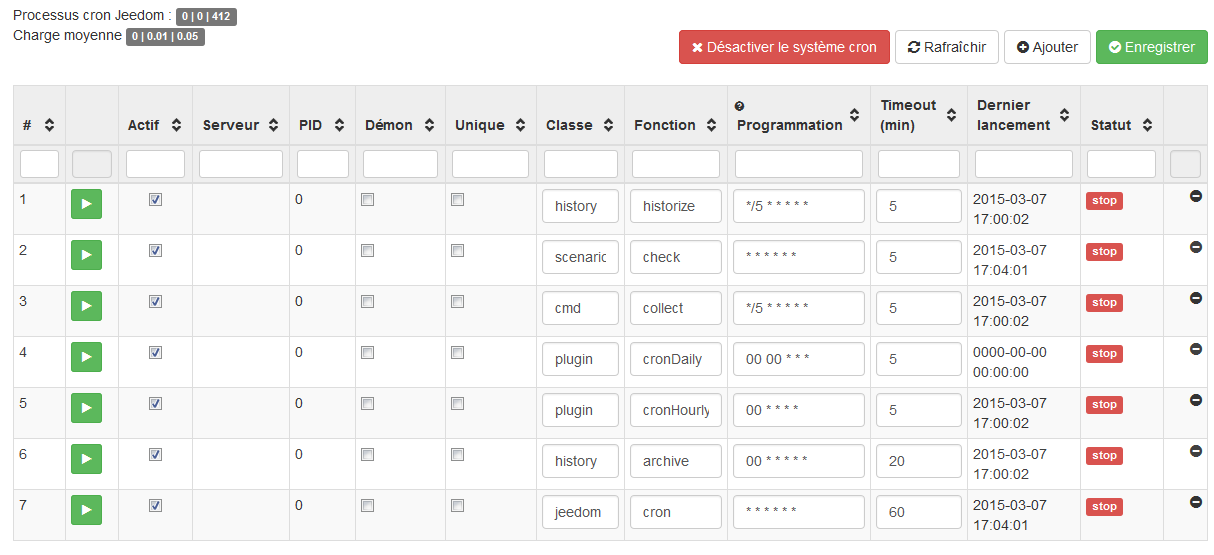 Processus cron Jeedom : 0 | 0 | 412
Charge moyenne 0 | 0.01 | 0.05
Désactiver le système cron Rafraîchir Ajouter Enregistrer
# Actif Serveur PID Démon Unique Classe Fonction Programmation Timeout (min) Dernier lancement Statut
1 0 history historize */5 * * * * * 5 2015-03-07 17:00:02 stop
2 0 scenaric check * * * * * * 5 2015-03-07 17:04:01 stop
3 0 cmd collect */5 * * * * * 5 2015-03-07 17:00:02 stop
4 0 plugin cronDaily 00 00 * * * 5 0000-00-00 00:00:00 stop
5 0 plugin cronHourly 00 * * * * 5 2015-03-07 17:00:02 stop
6 0 history archive 00 * * * * * 20 2015-03-07 17:00:02 stop
7 0 jeedom cron * * * * * * 60 2015-03-07 17:04:01 stop